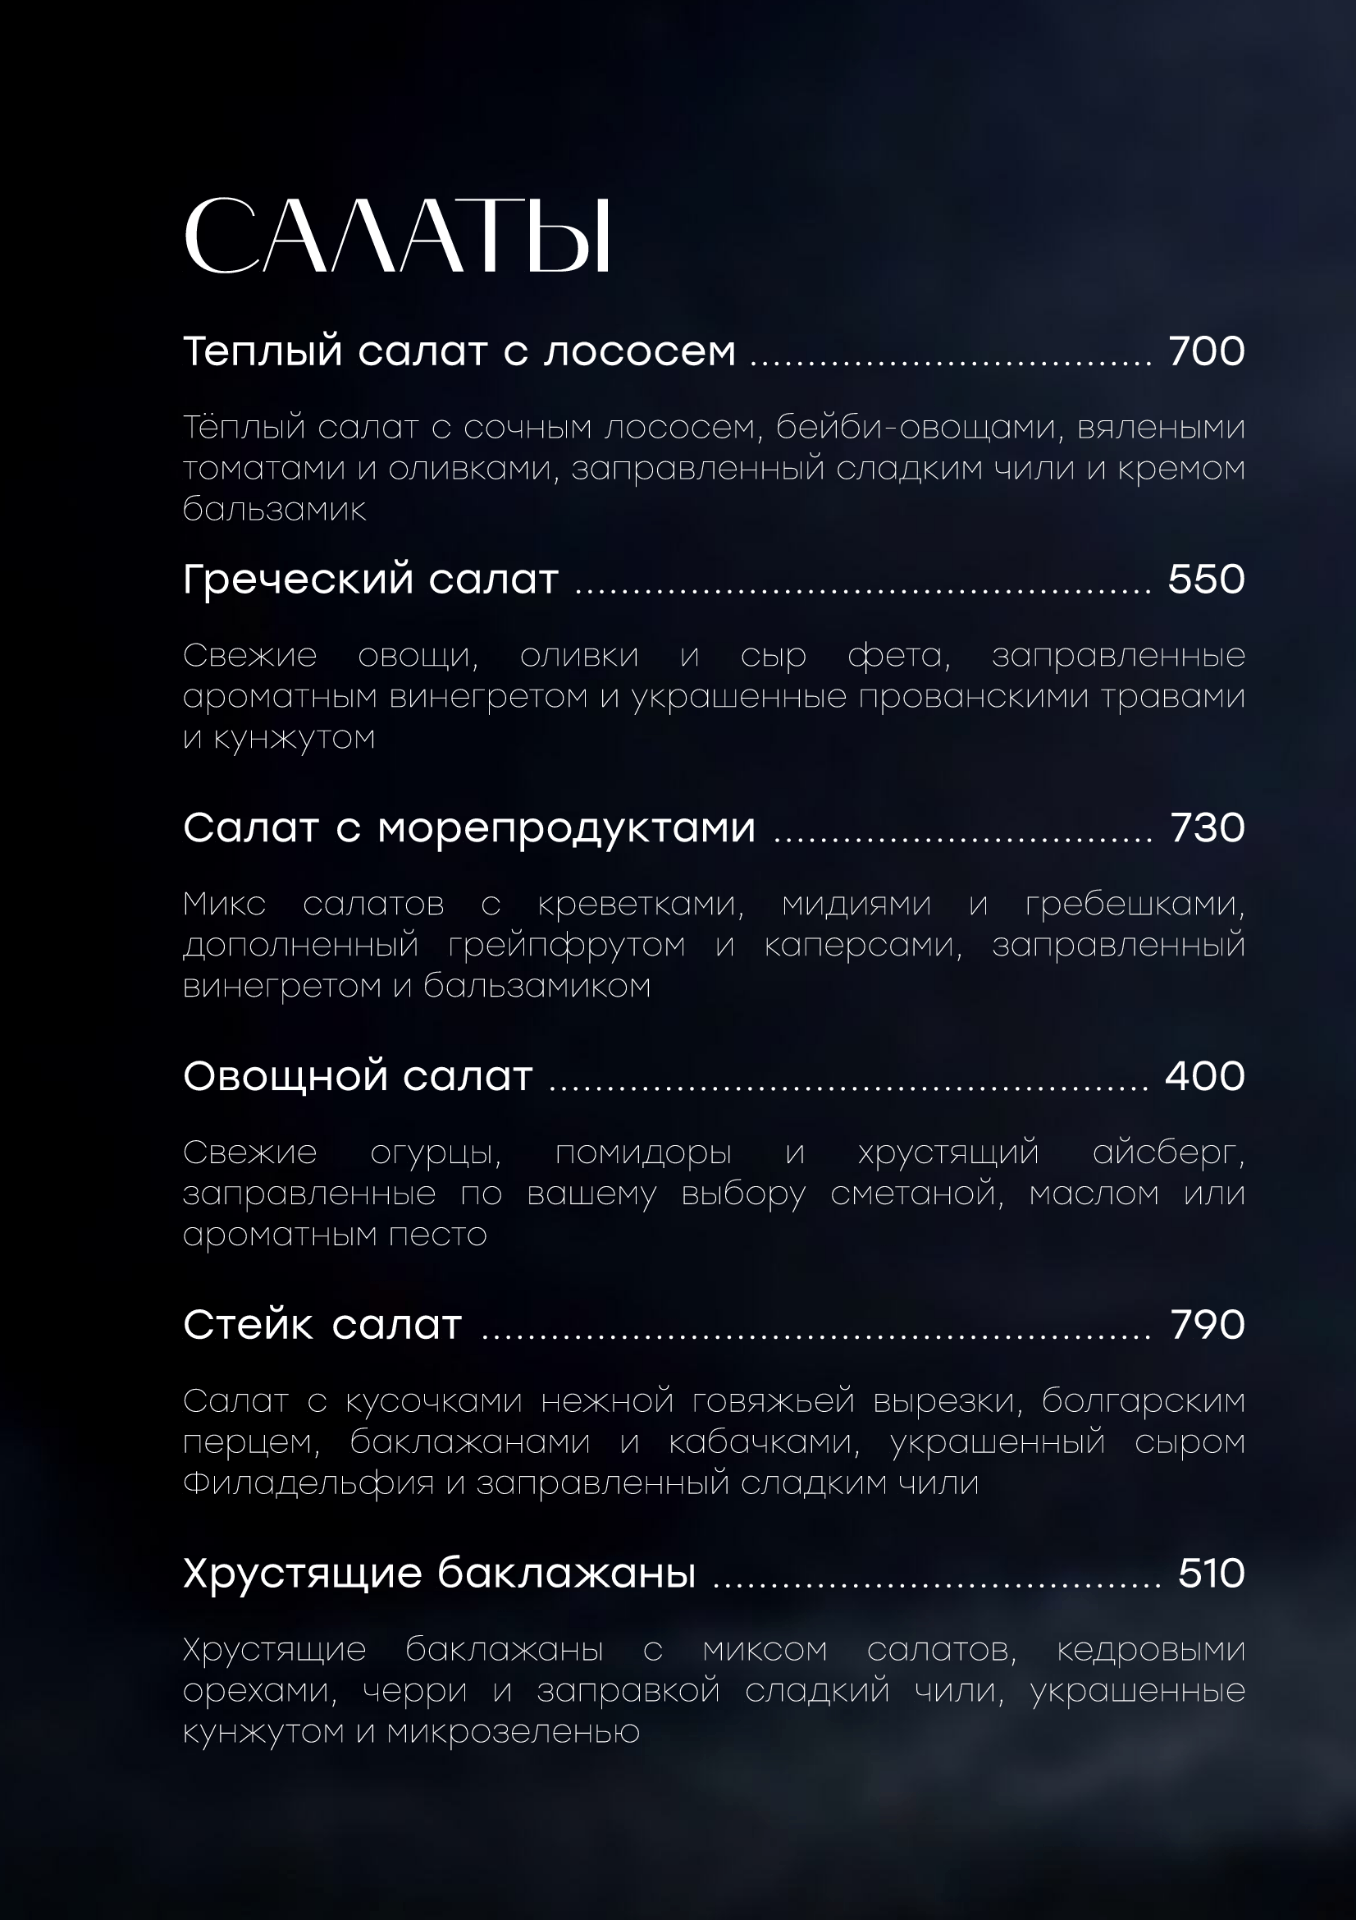 САЛАТЫ
Теплый салат с лососем .................................. 700
Тёплый салат с сочным лососем, бейби-овощами, вялеными
томатами и оливками, заправленный сладким чили и кремом
бальзамик
Греческий салат ................................................. 550
Свежие овощи, оливки и сыр фета, заправленные
ароматным винегретом и украшенные прованскими травами
и кунжутом
Салат с морепродуктами ................................ 730
Микс салатов с креветками, мидиями и гребешками,
дополненный грейпфрутом и каперсами, заправленный
винегретом и бальзамиком
Овощной салат ................................................... 400
Свежие огурцы, помидоры и хрустящий айсберг,
заправленные по вашему выбору сметаной, маслом или
ароматным песто
Стейк салат ......................................................... 790
Салат с кусочками нежной говяжьей вырезки, болгарским
перцем, баклажанами и кабачками, украшенный сыром
Филадельфия и заправленный сладким чили
Хрустящие баклажаны ...................................... 510
Хрустящие баклажаны с миксом салатов, кедровыми
орехами, черри и заправкой сладкий чили, украшенные
кунжутом и микрозеленью